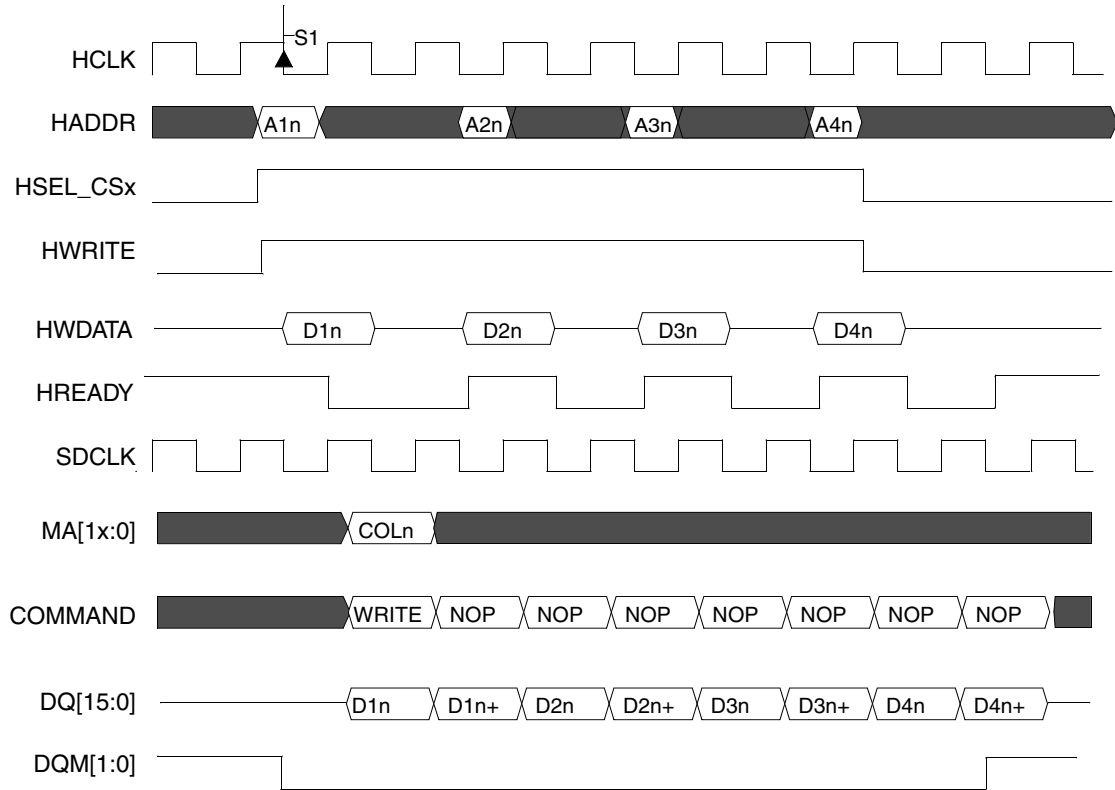 S1
HCLK
HADDR A1n A2n A3n A4n
HSEL_CSx
HWRITE
HWDATA D1n D2n D3n D4n
HREADY
SDCLK
MA[1x:0] COLn
COMMAND WRITE NOP NOP NOP NOP NOP NOP NOP
DQ[15:0] D1n D1n+ D2n D2n+ D3n D3n+ D4n D4n+
DQM[1:0]